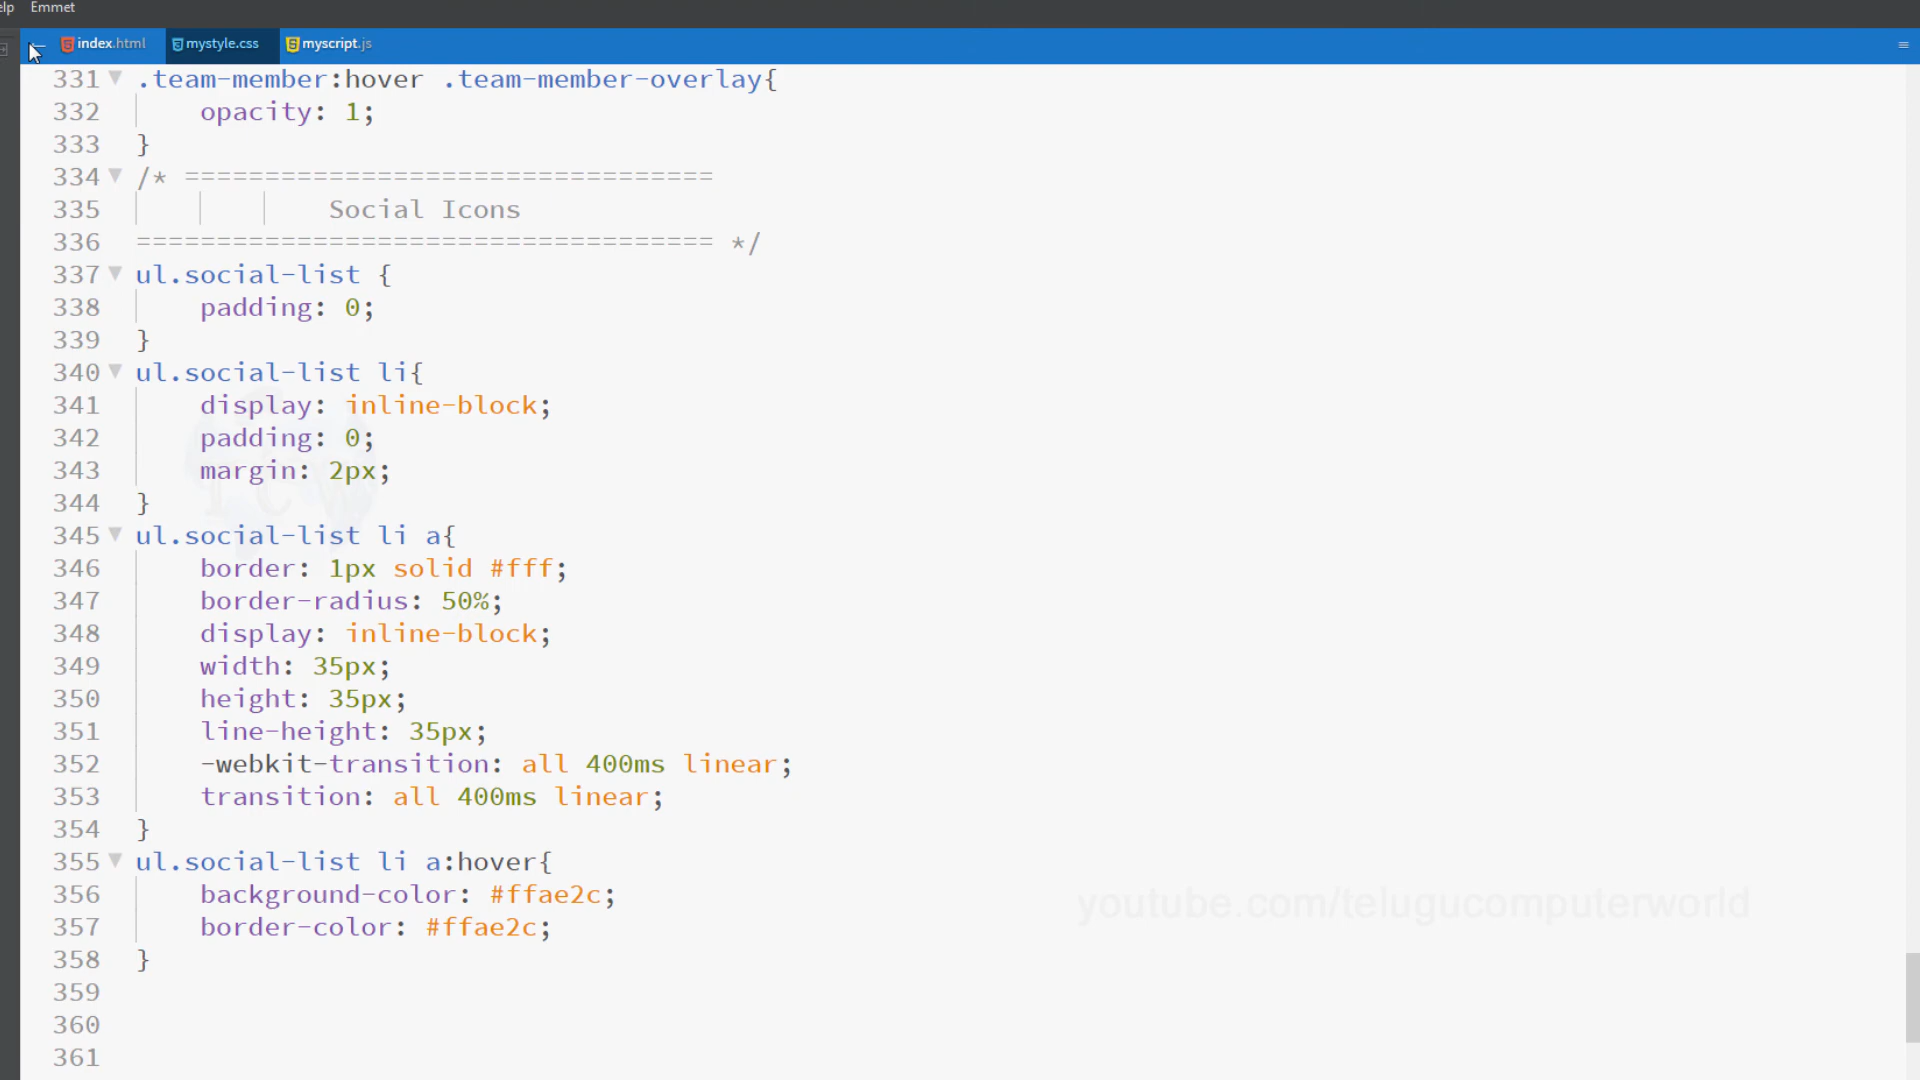 elp Emmet
index.html mystyle.css myscript.js
331 .team-member:hover .team-member-overlay{
332 opacity: 1;
333 }
334 /* =================================
335 Social Icons
336 ==================================== */
337 ul.social-list {
338 padding: 0;
339 }
340 ul.social-list li{
341 display: inline-block;
342 padding: 0;
343 margin: 2px;
344 }
345 ul.social-list li a{
346 border: 1px solid #fff;
347 border-radius: 50%;
348 display: inline-block;
349 width: 35px;
350 height: 35px;
351 line-height: 35px;
352 -webkit-transition: all 400ms linear;
353 transition: all 400ms linear;
354 }
355 ul.social-list li a:hover{
356 background-color: #ffae2c;
357 border-color: #ffae2c;
358 }
359
360
361
youtube.com/telugucomputerworld